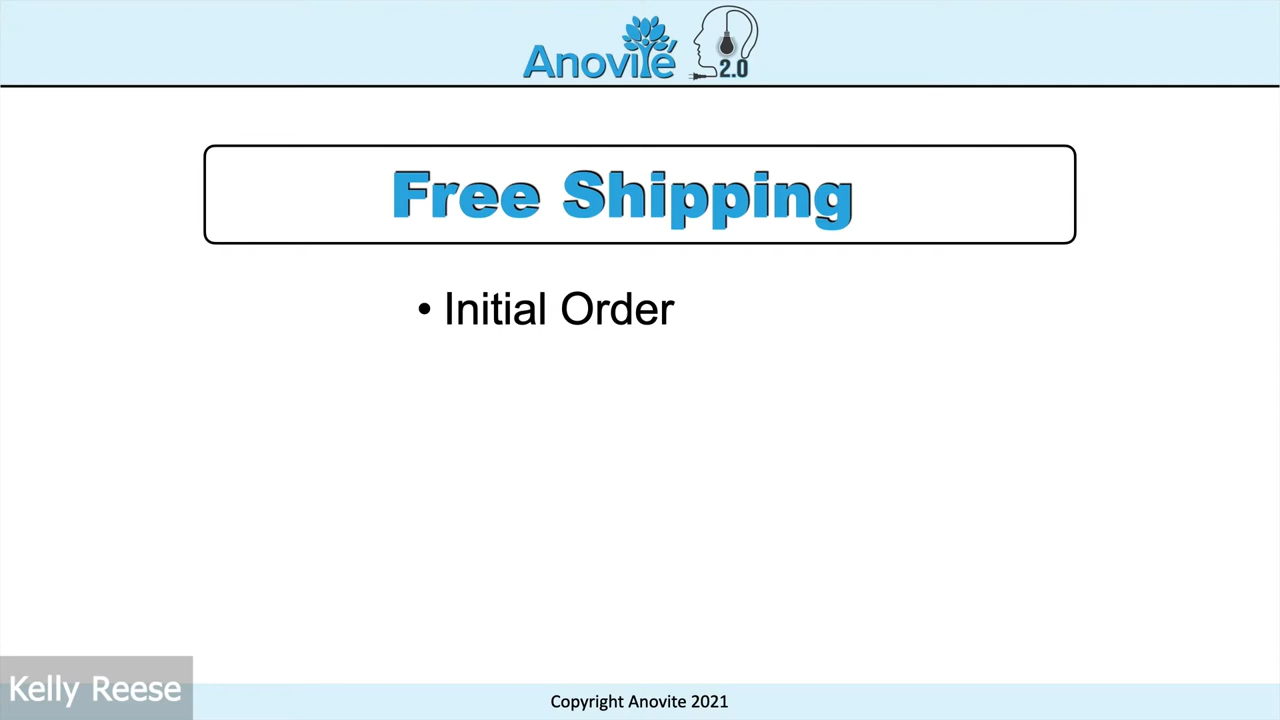 Anovite
2.0
Free Shipping
• Initial Order
Kelly Reese
Copyright Anovite 2021